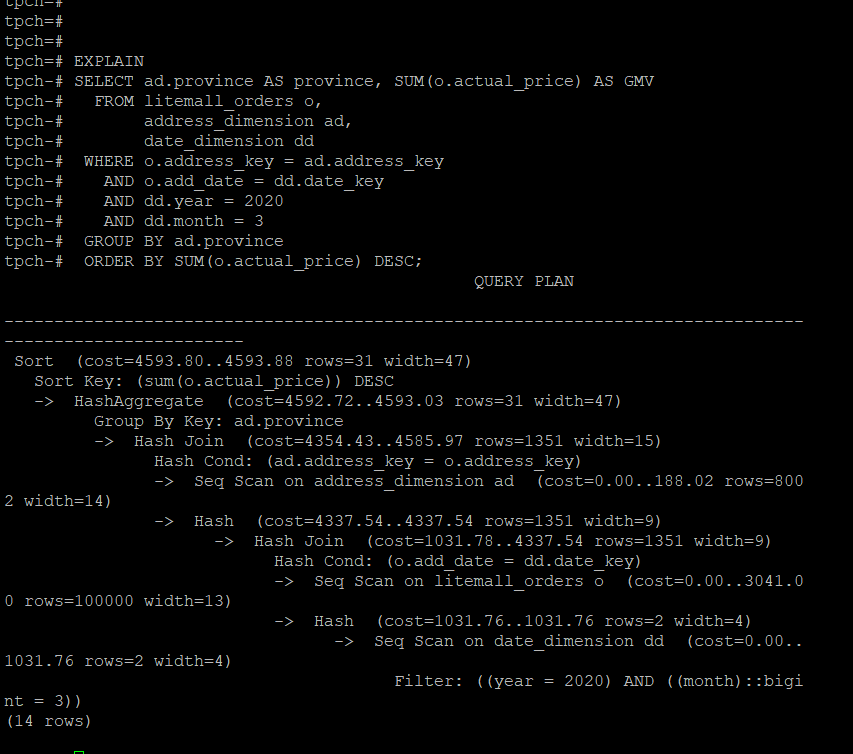 tpch=#
tpch=#
tpch=#
tpch=# EXPLAIN
tpch-# SELECT ad.province AS province, SUM(o.actual_price) AS GMV
tpch-#   FROM litemall_orders o,
tpch-#        address_dimension ad,
tpch-#        date_dimension dd
tpch-#  WHERE o.address_key = ad.address_key
tpch-#    AND o.add_date = dd.date_key
tpch-#    AND dd.year = 2020
tpch-#    AND dd.month = 3
tpch-#  GROUP BY ad.province
tpch-#  ORDER BY SUM(o.actual_price) DESC;
                                               QUERY PLAN
--------------------------------------------------------------------------------
------------------------
 Sort  (cost=4593.80..4593.88 rows=31 width=47)
   Sort Key: (sum(o.actual_price)) DESC
   ->  HashAggregate  (cost=4592.72..4593.03 rows=31 width=47)
         Group By Key: ad.province
         ->  Hash Join  (cost=4354.43..4585.97 rows=1351 width=15)
               Hash Cond: (ad.address_key = o.address_key)
               ->  Seq Scan on address_dimension ad  (cost=0.00..188.02 rows=800
2 width=14)
               ->  Hash  (cost=4337.54..4337.54 rows=1351 width=9)
                     ->  Hash Join  (cost=1031.78..4337.54 rows=1351 width=9)
                           Hash Cond: (o.add_date = dd.date_key)
                           ->  Seq Scan on litemall_orders o  (cost=0.00..3041.0
0 rows=100000 width=13)
                           ->  Hash  (cost=1031.76..1031.76 rows=2 width=4)
                                 ->  Seq Scan on date_dimension dd  (cost=0.00..
1031.76 rows=2 width=4)
                                       Filter: ((year = 2020) AND ((month)::bigi
nt = 3))
(14 rows)